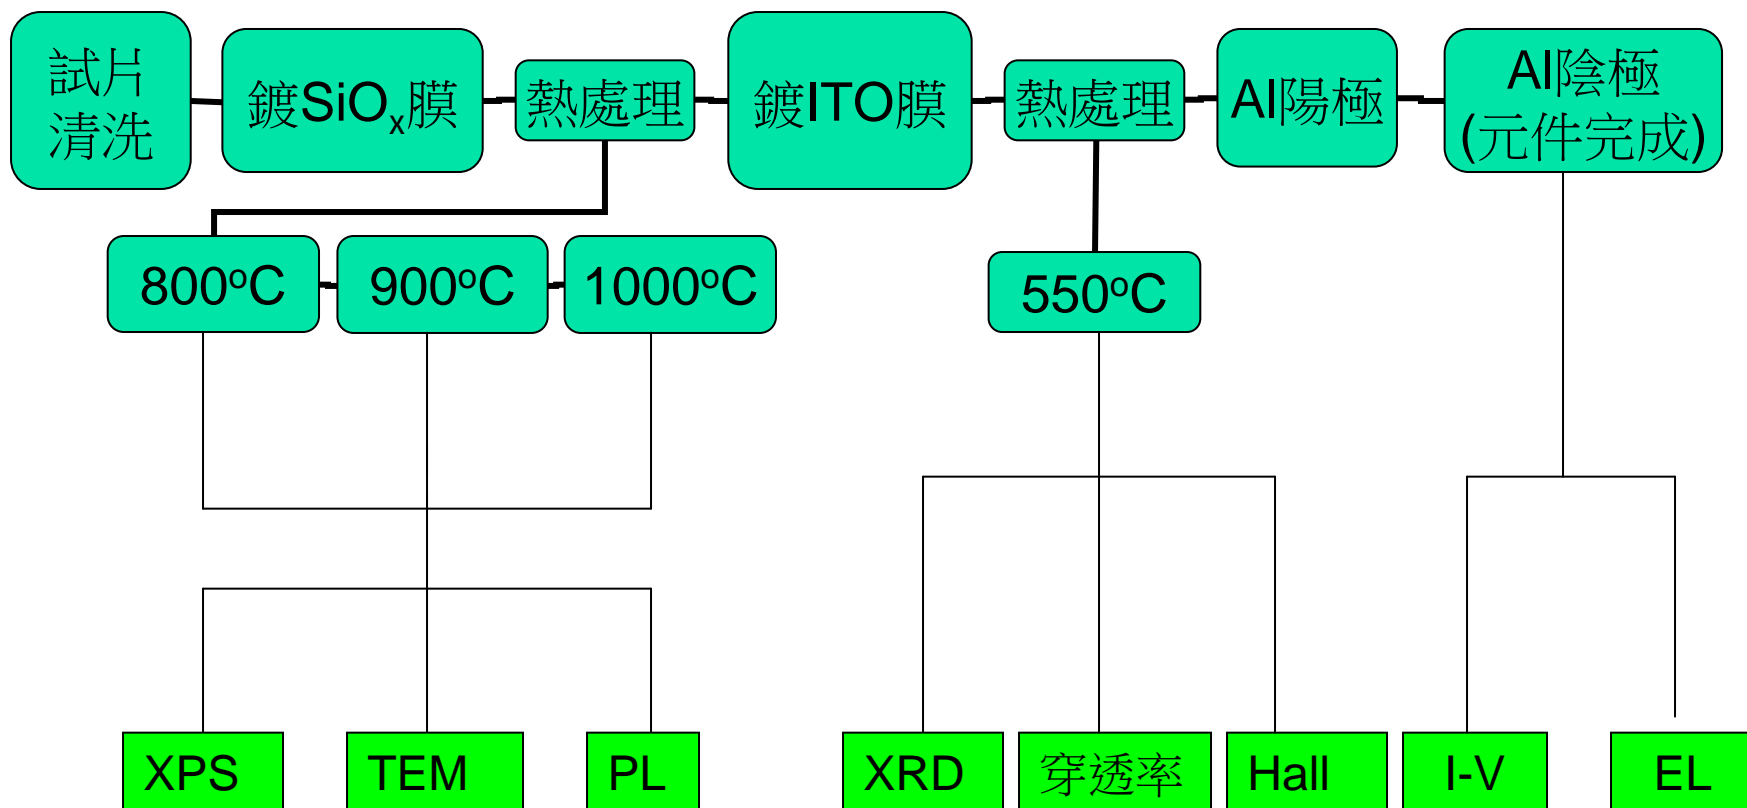 試片
清洗
鍍SiOx膜
熱處理
鍍ITO膜
熱處理
Al陽極
Al陰極
(元件完成)
800oC
900oC
1000oC
550oC
XPS
TEM
PL
XRD
穿透率
Hall
I-V
EL